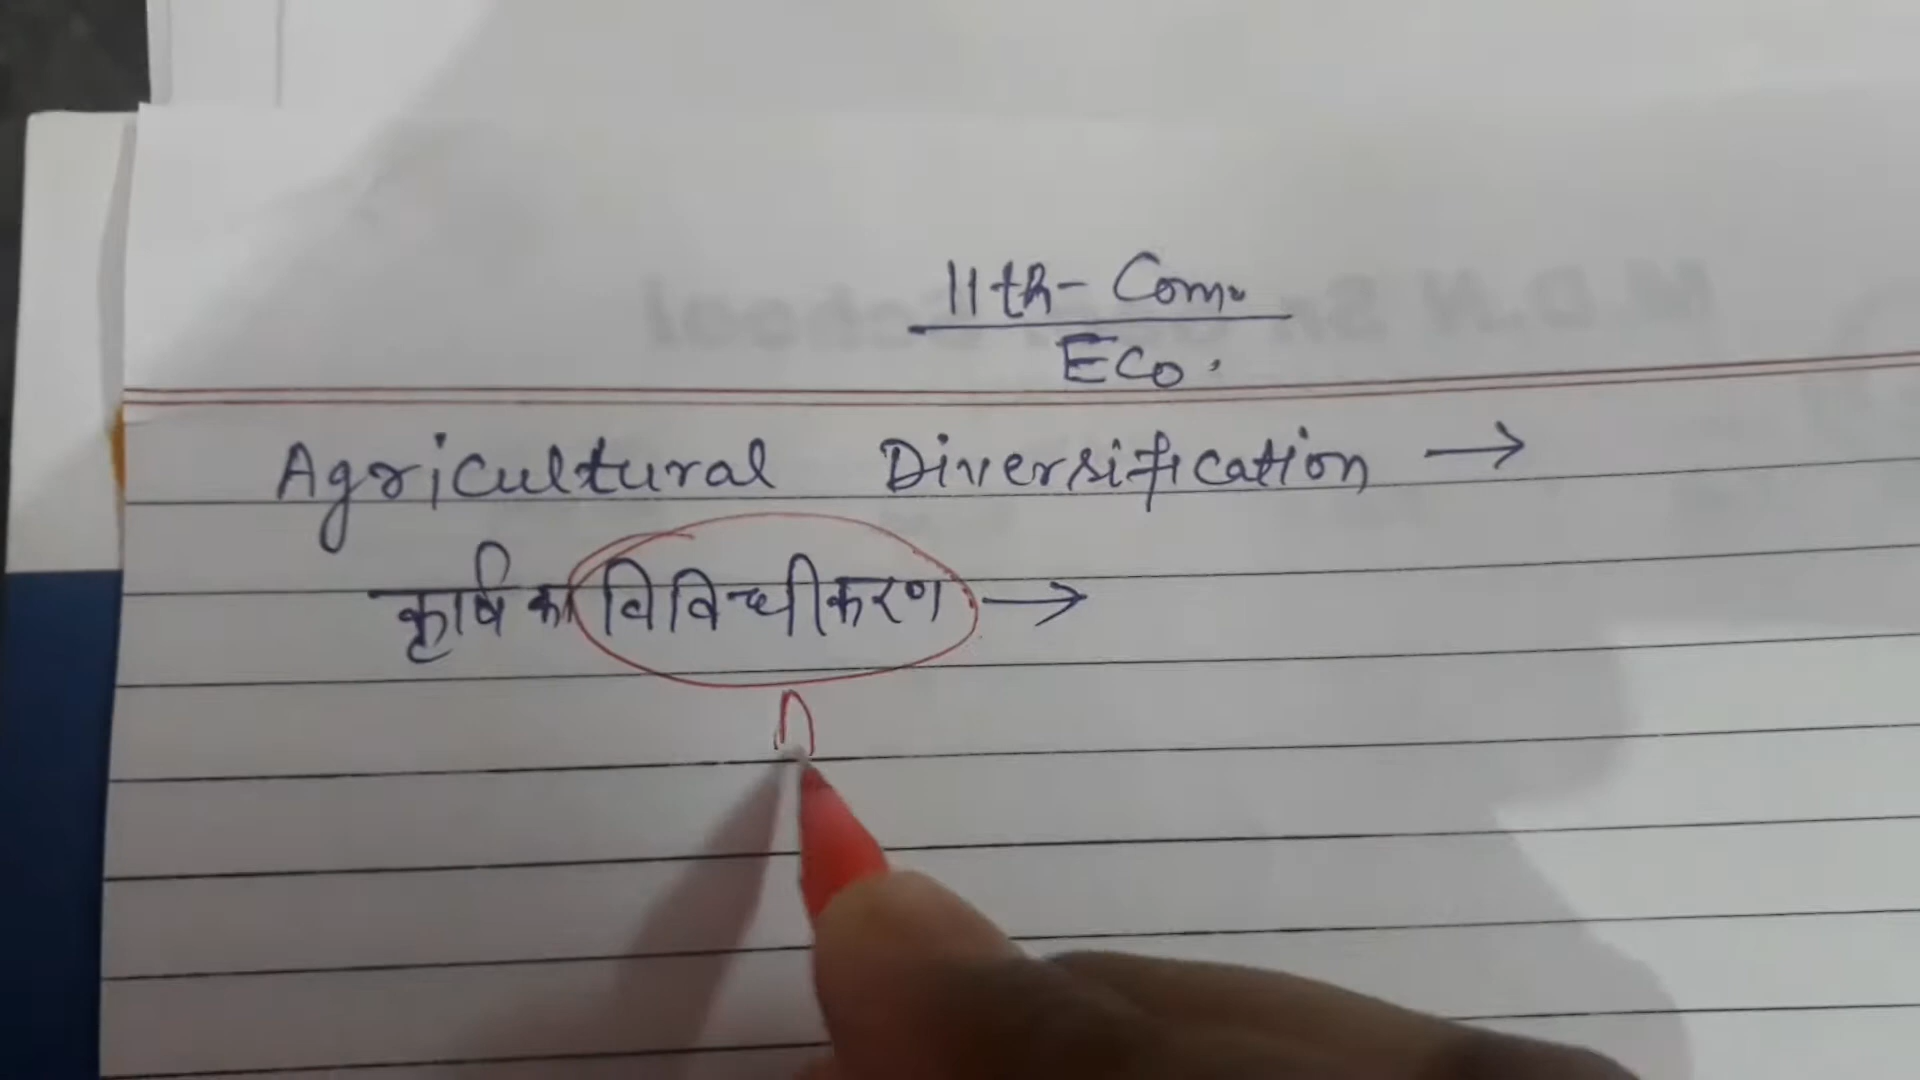 11th - Com.
Eco.
Agricultural Diversification →
कृषि का विविधीकरण →